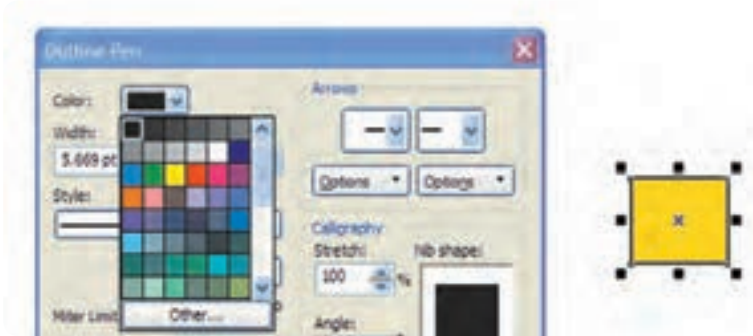 Outline Pen
Color:
Arrows
Width:
5.669 pt
Options
Options
Style:
Calligraphy
Stretch:
Nib shape:
100
%
Other...
Miter Limit
Angle: